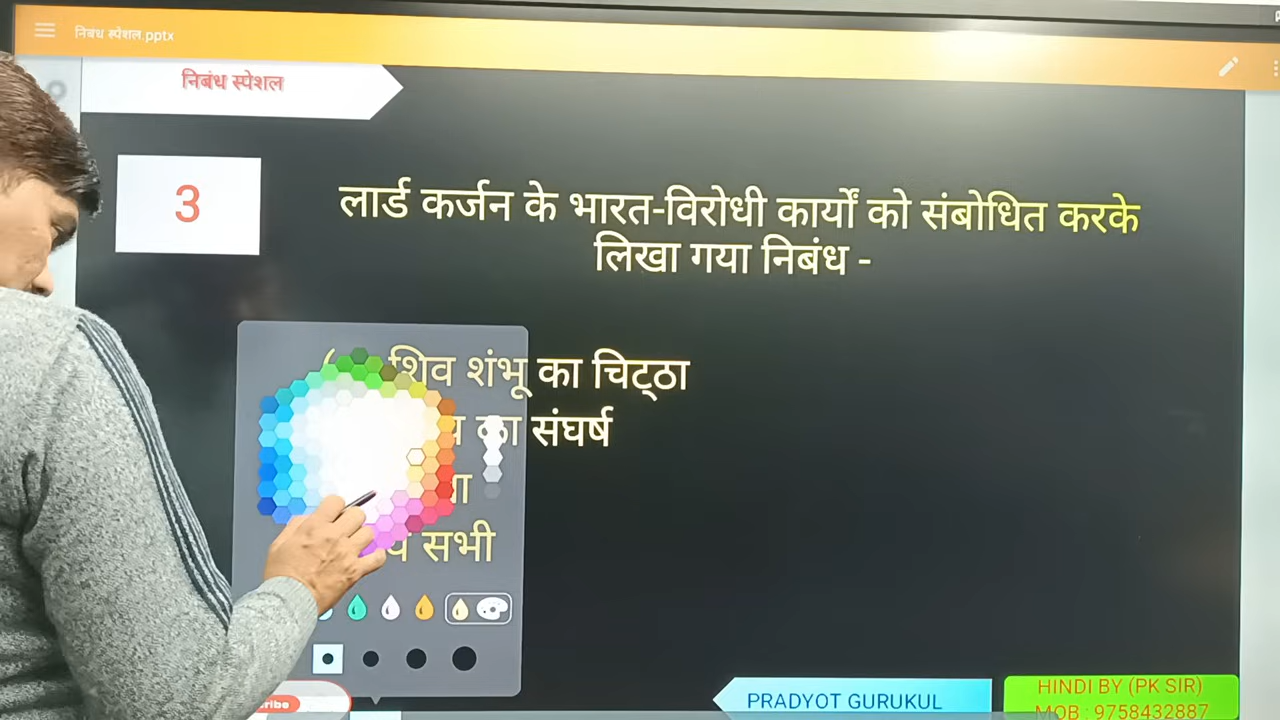 निबंध स्पेशल.pptx
निबंध स्पेशल
3
लार्ड कर्जन के भारत-विरोधी कार्यों को संबोधित करके
लिखा गया निबंध -
शिव शंभू का चिट्ठा
का संघर्ष
सभी
PRADYOT GURUKUL
HINDI BY (PK SIR)
MOB : 9758432887